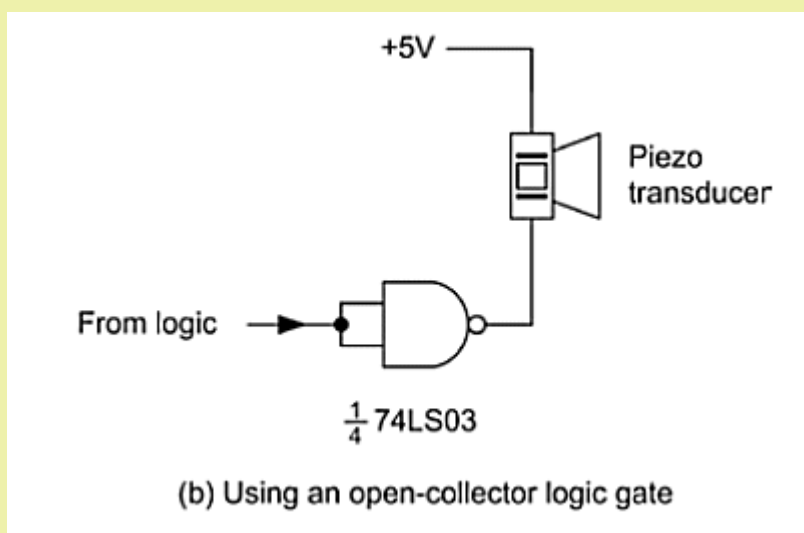 +5V
Piezo
transducer
From logic
1/4 74LS03
(b) Using an open-collector logic gate